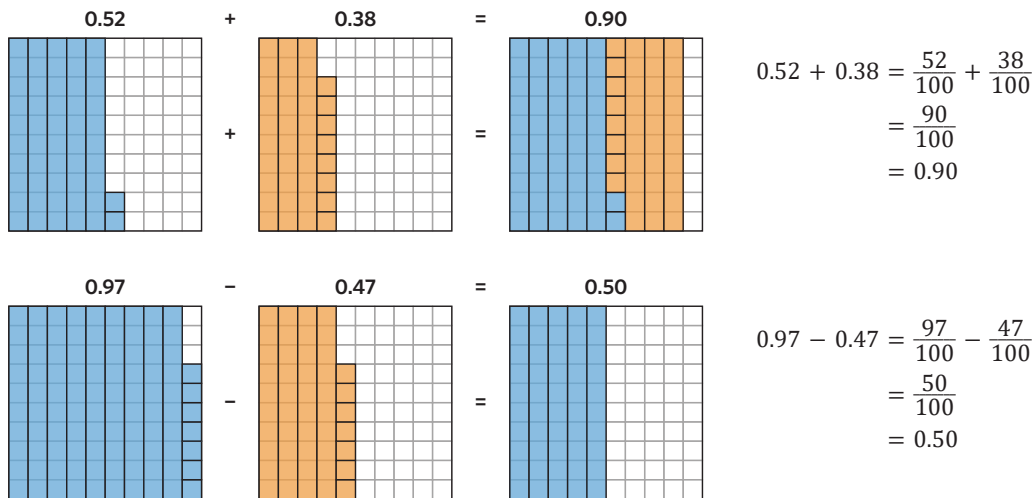 0.52 + 0.38 = 0.90
+ =
0.52 + 0.38 = 52/100 + 38/100
= 90/100
= 0.90
0.97 − 0.47 = 0.50
− =
0.97 − 0.47 = 97/100 − 47/100
= 50/100
= 0.50